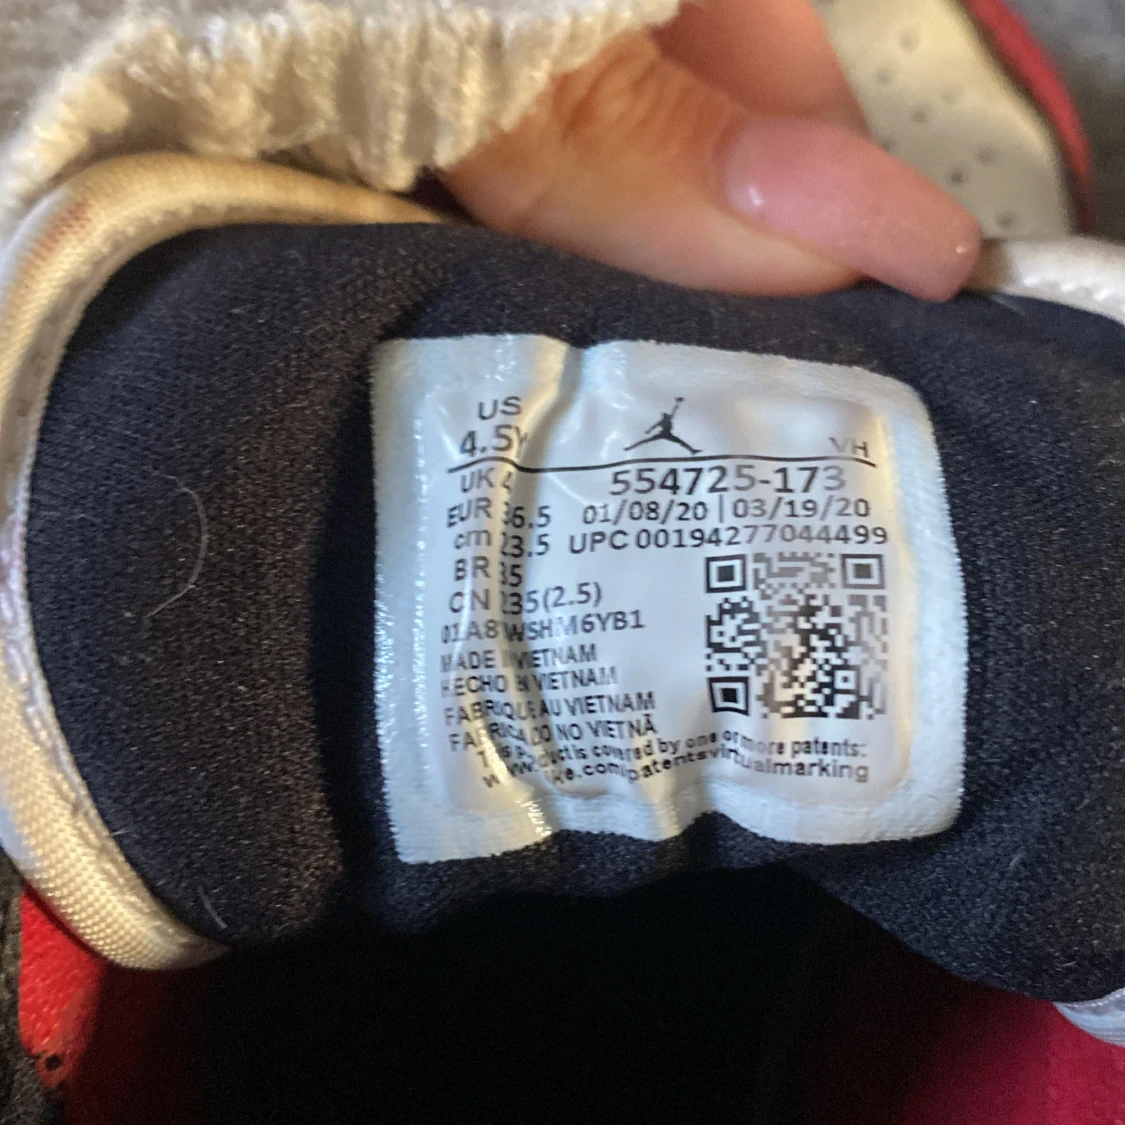 US
4.5Y
VH
UK 4
554725-173
EUR 36.5
01/08/20 | 03/19/20
cm 23.5
UPC 00194277044499
BR 35
CN 235(2.5)
MADE IN VIETNAM
HECHO EN VIETNAM
FABRIQUE AU VIETNAM
FABRICADO NO VIETNÃ
This product is covered by one or more patents:
www.nike.com/patentsvirtualmarking